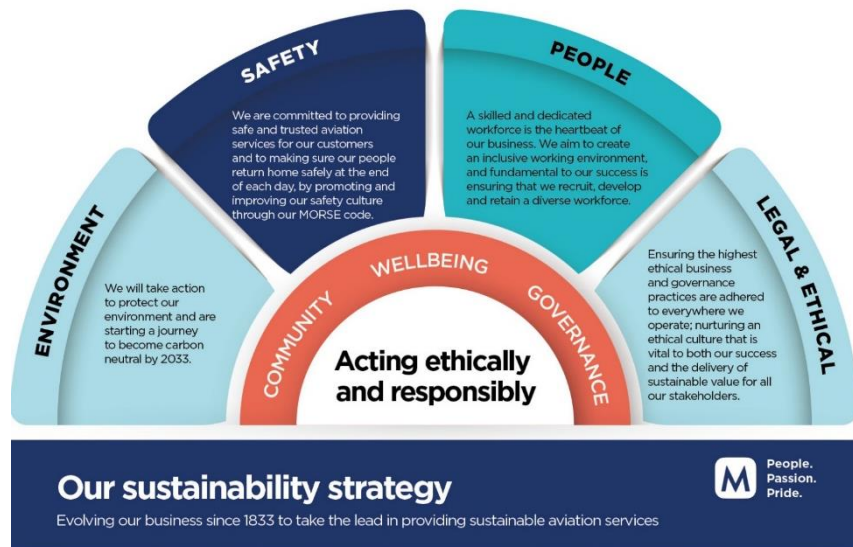 SAFETY
We are committed to providing
safe and trusted aviation
services for our customers
and to making sure our people
return home safely at the end
of each day, by promoting and
improving our safety culture
through our MORSE code.
PEOPLE
A skilled and dedicated
workforce is the heartbeat of
our business. We aim to create
an inclusive working environment,
and fundamental to our success is
ensuring that we recruit, develop
and retain a diverse workforce.
ENVIRONMENT
We will take action
to protect our
environment and are
starting a journey
to become carbon
neutral by 2033.
LEGAL & ETHICAL
Ensuring the highest
ethical business
and governance
practices are adhered
to everywhere we
operate; nurturing an
ethical culture that is
vital to both our success
and the delivery of
sustainable value for all
our stakeholders.
COMMUNITY
WELLBEING
GOVERNANCE
Acting ethically
and responsibly
Our sustainability strategy
Evolving our business since 1833 to take the lead in providing sustainable aviation services
M
People.
Passion.
Pride.